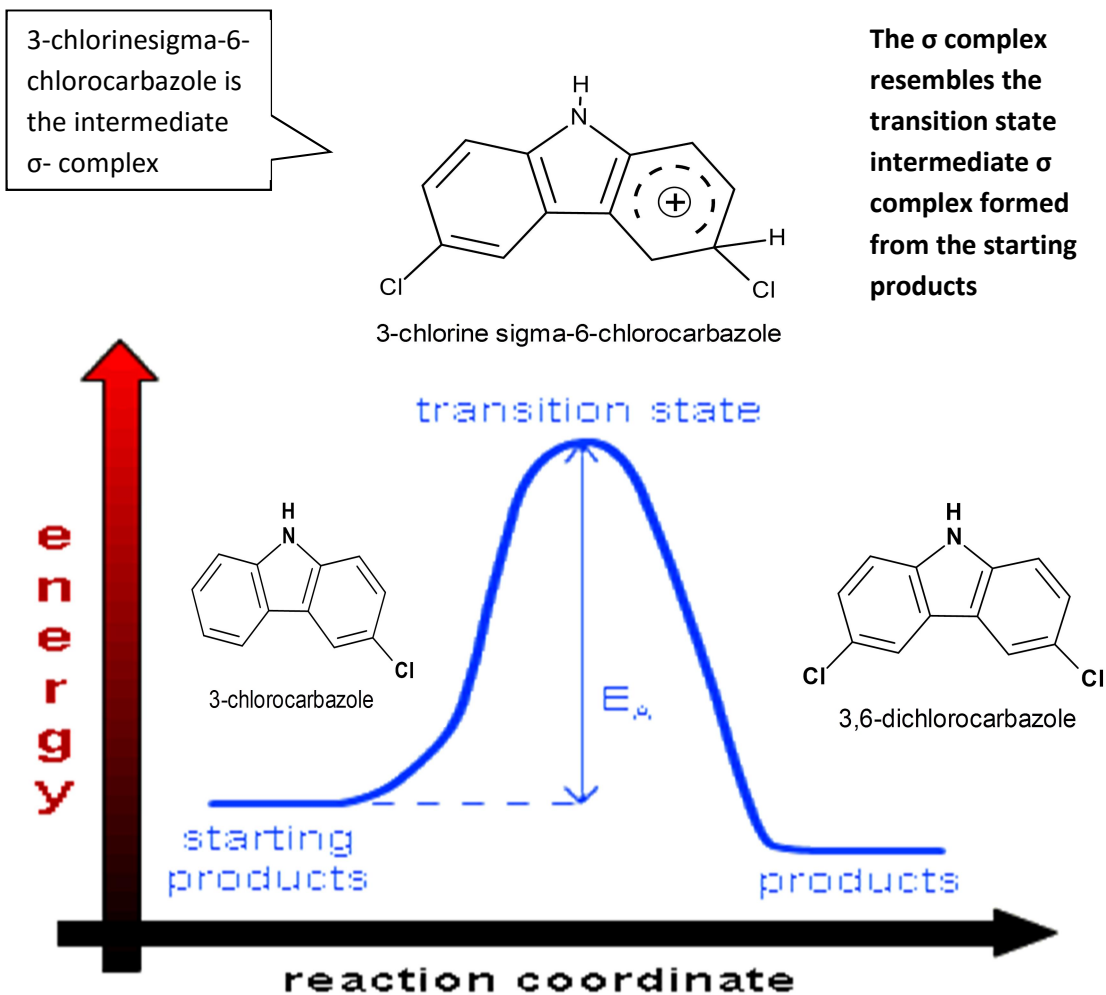 3-chlorinesigma-6-
chlorocarbazole is
the intermediate
σ- complex
H
N
+
H
Cl
Cl
3-chlorine sigma-6-chlorocarbazole
The σ complex
resembles the
transition state
intermediate σ
complex formed
from the starting
products
transition state
energy
H
N
Cl
3-chlorocarbazole
E_A
H
N
Cl
Cl
3,6-dichlorocarbazole
starting
products
products
reaction coordinate